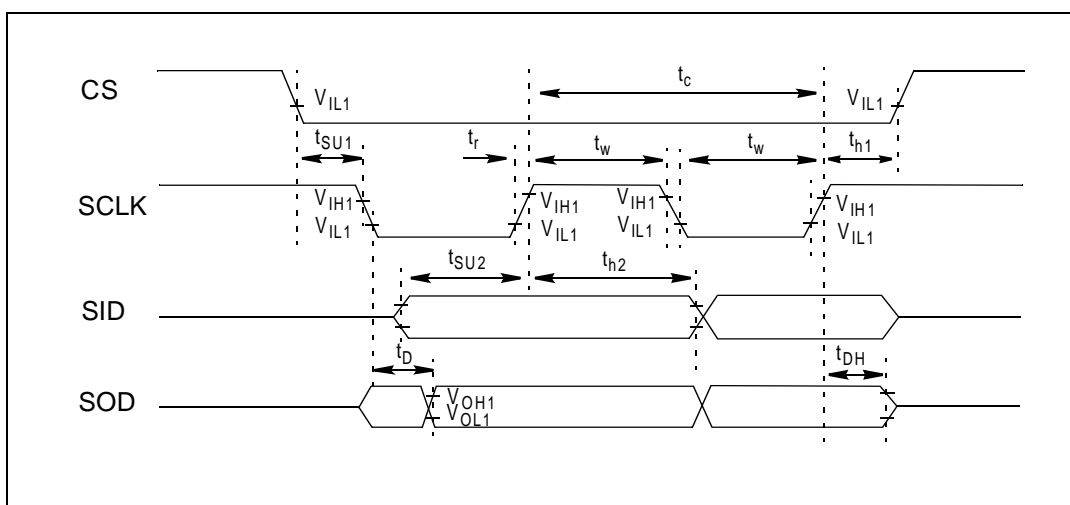 t_c
CS V_IL1 V_IL1
t_SU1 t_r t_w t_w t_h1
SCLK V_IH1 V_IH1 V_IH1 V_IH1
V_IL1 V_IL1 V_IL1 V_IL1
t_SU2 t_h2
SID
t_D t_DH
SOD V_OH1
V_OL1